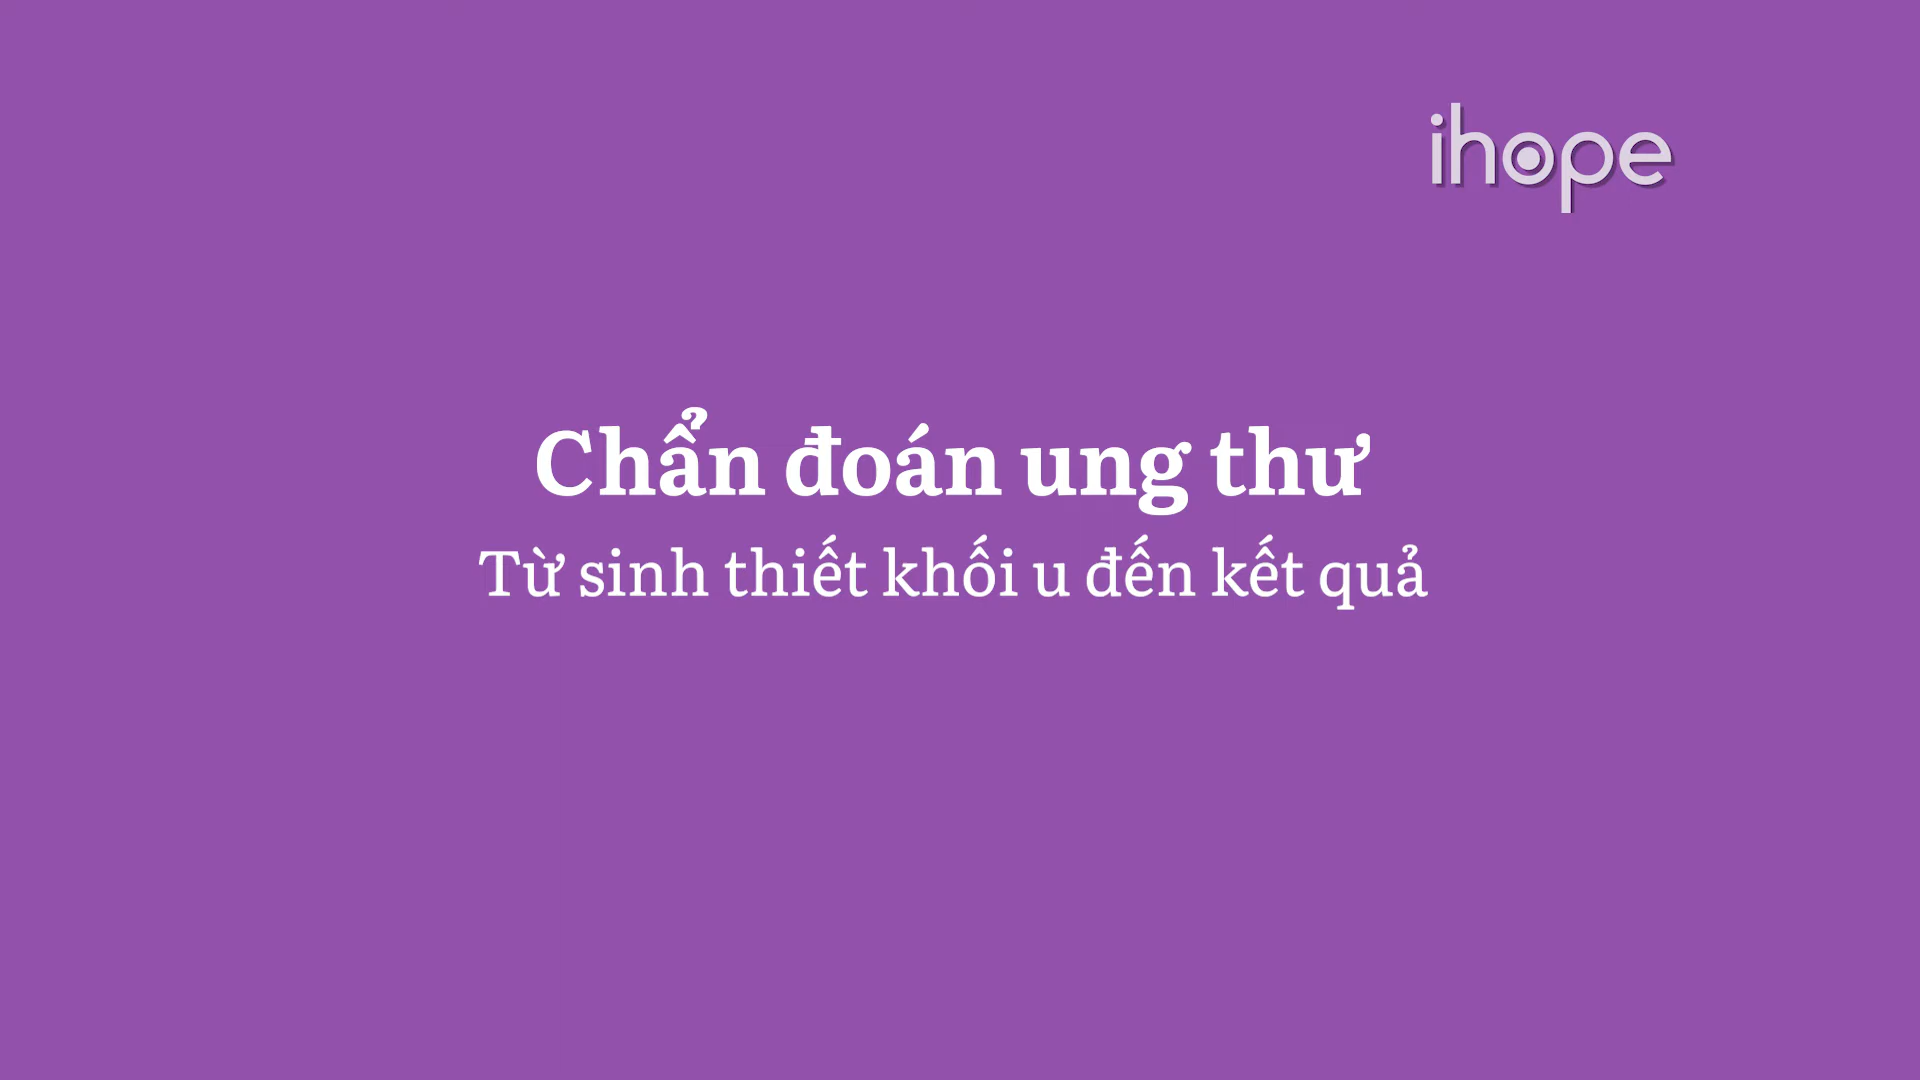 ihope
Chẩn đoán ung thư
Từ sinh thiết khối u đến kết quả